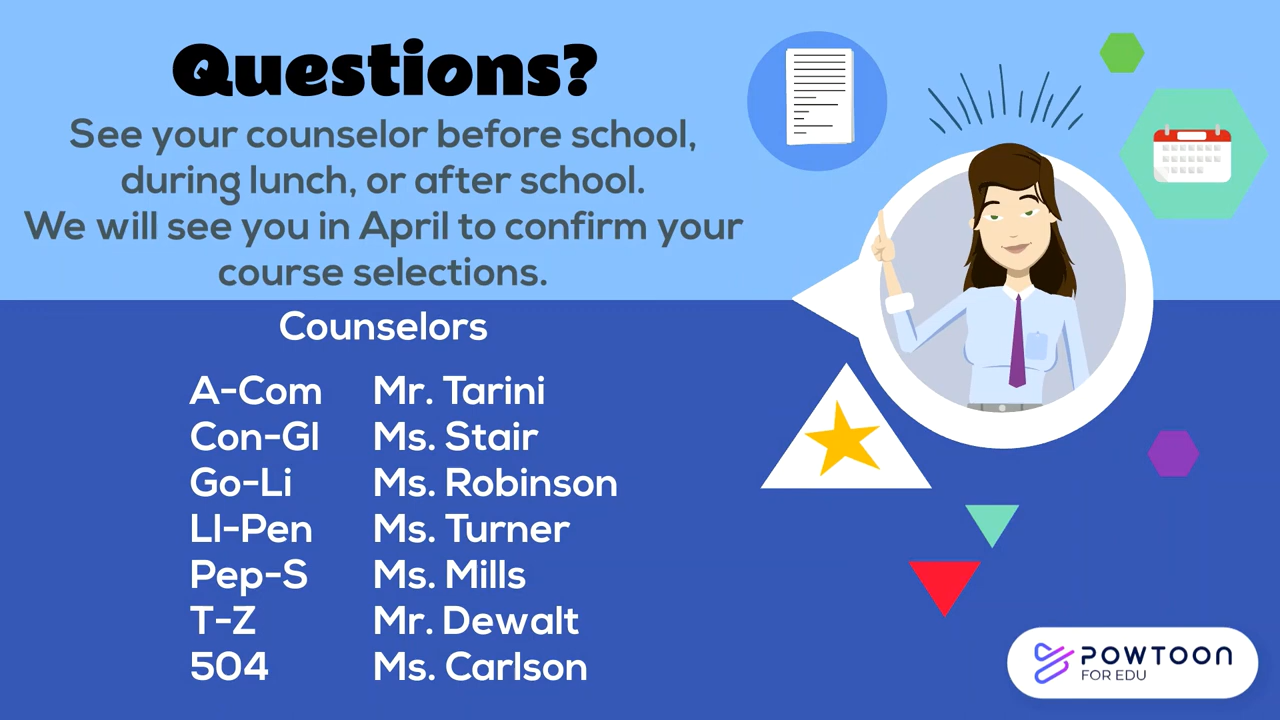 Questions?
See your counselor before school,
during lunch, or after school.
We will see you in April to confirm your
course selections.
Counselors
A-Com Mr. Tarini
Con-Gl Ms. Stair
Go-Li Ms. Robinson
Ll-Pen Ms. Turner
Pep-S Ms. Mills
T-Z Mr. Dewalt
504 Ms. Carlson
POWTOON
FOR EDU